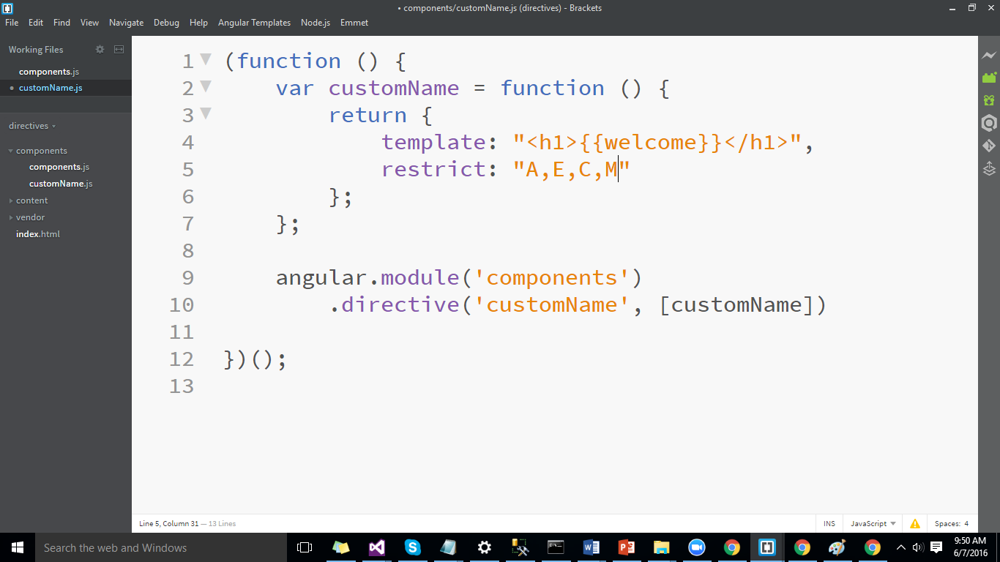 • components/customName.js (directives) - Brackets
File Edit Find View Navigate Debug Help Angular Templates Node.js Emmet
Working Files
components.js
• customName.js
directives
components
components.js
customName.js
content
vendor
index.html
1 (function () {
2     var customName = function () {
3         return {
4             template: "<h1>{{welcome}}</h1>",
5             restrict: "A,E,C,M"
6         };
7     };
8
9     angular.module('components')
10         .directive('customName', [customName])
11
12 })();
13
Line 5, Column 31 — 13 Lines
INS JavaScript Spaces: 4
Search the web and Windows
9:50 AM
6/7/2016